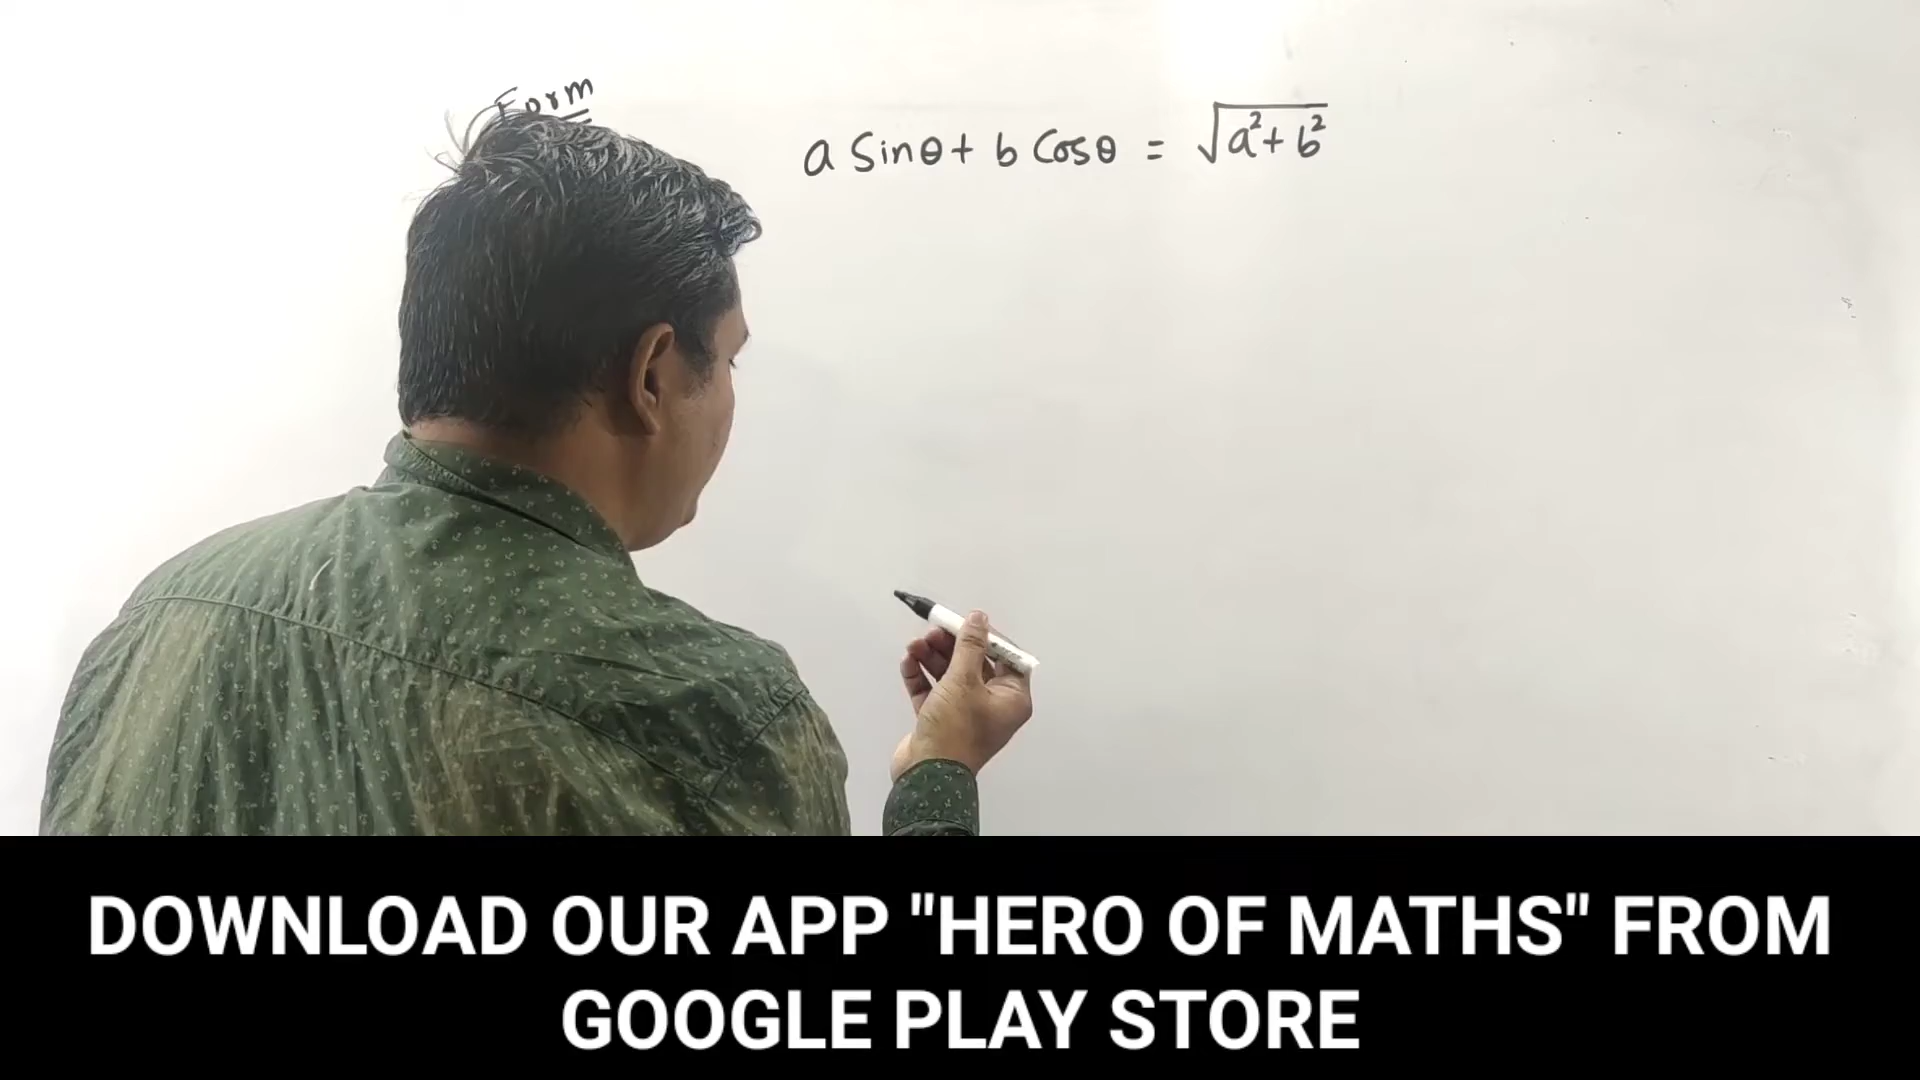 Form
a Sinθ + b Cosθ = √a²+b²
DOWNLOAD OUR APP "HERO OF MATHS" FROM
GOOGLE PLAY STORE